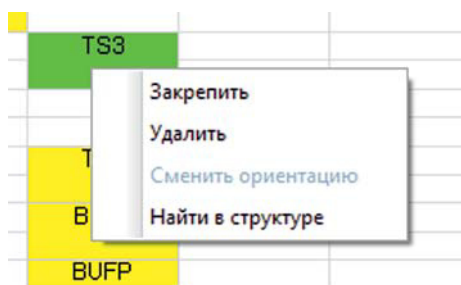 TS3
Закрепить
Удалить
Сменить ориентацию
Найти в структуре
BUFP